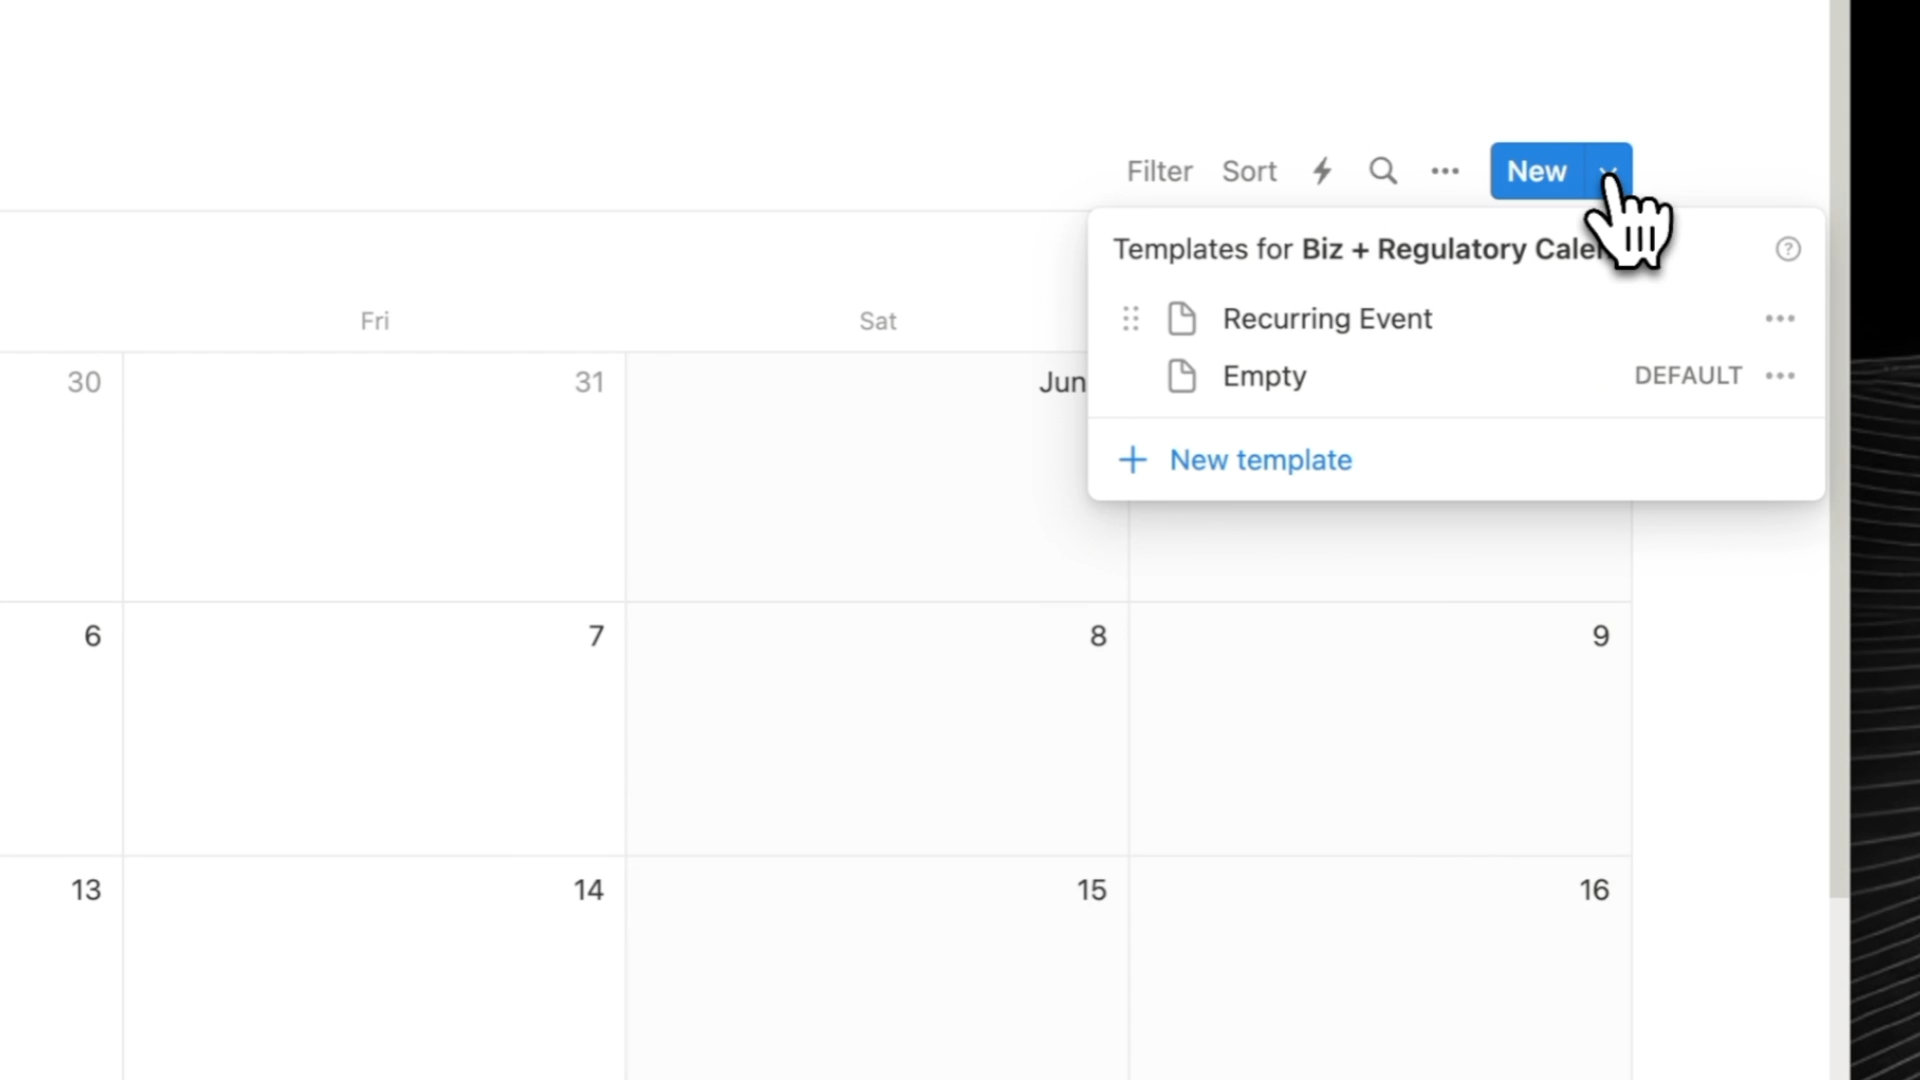 Filter Sort New
Templates for Biz + Regulatory
Fri Sat
Recurring Event
30 31 Jun
Empty DEFAULT
New template
6 7 8 9
13 14 15 16